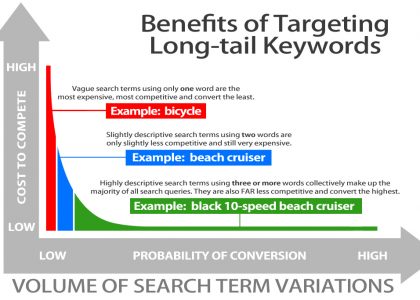 Benefits of Targeting
Long-tail Keywords
HIGH
Vague search terms using only one word are the
most expensive, most competitive and convert the least.
Example: bicycle
COST TO COMPETE
Slightly descriptive search terms using two words are
only slightly less competitive and still very expensive.
Example: beach cruiser
Highly descriptive search terms using three or more words collectively make up the
majority of all search queries. They are also FAR less competitive and convert the highest.
Example: black 10-speed beach cruiser
LOW
LOW PROBABILITY OF CONVERSION HIGH
VOLUME OF SEARCH TERM VARIATIONS